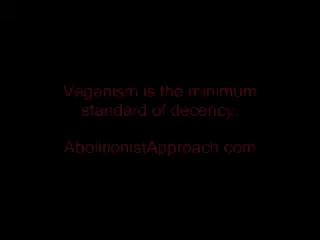 Veganism is the minimum
standard of decency.
AbolitionistApproach.com